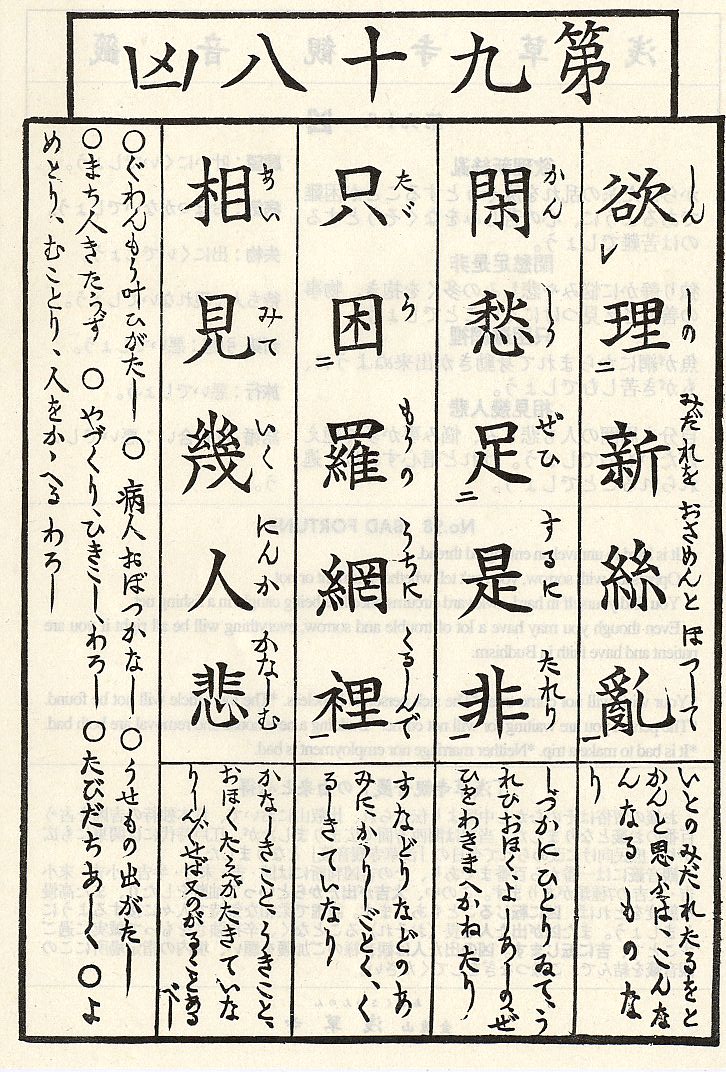 第九十八凶
しんしのみだれをおさめんとほつして
欲レ理二新絲亂一
いとのみだれたるをと
かんと思ふは、こんな
んなるものな
り
かんしうぜひするにたれり
閑愁足二是非
しづかにひとりゐて、う
れひおほく、よしあしのぜ
ひをわきまへかねたり
たゞらもうのうちにくるしんで
只困二羅網裡
すなどりなどのあ
みにかゝりしごとく、く
るしきていなり
あいみていくにんかかなしむ
相見幾人悲
かなしきこと、うきこと、
おほくたえがたきていな
り、しんじんせば又のがるゝことある
べし
○ぐわんもう叶ひがたし ○病人おぼつかなし ○うせもの出がたし
○まち人きたらず ○やづくり、ひきこし、わろし ○たびだちあしく ○よ
めとり、むことり、人をかゝへるわろし